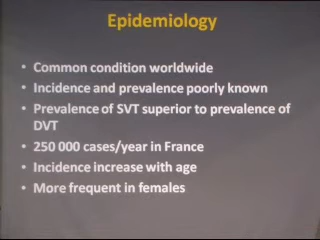 Epidemiology
• Common condition worldwide
• Incidence and prevalence poorly known
• Prevalence of SVT superior to prevalence of
DVT
• 250 000 cases/year in France
• Incidence increase with age
• More frequent in females